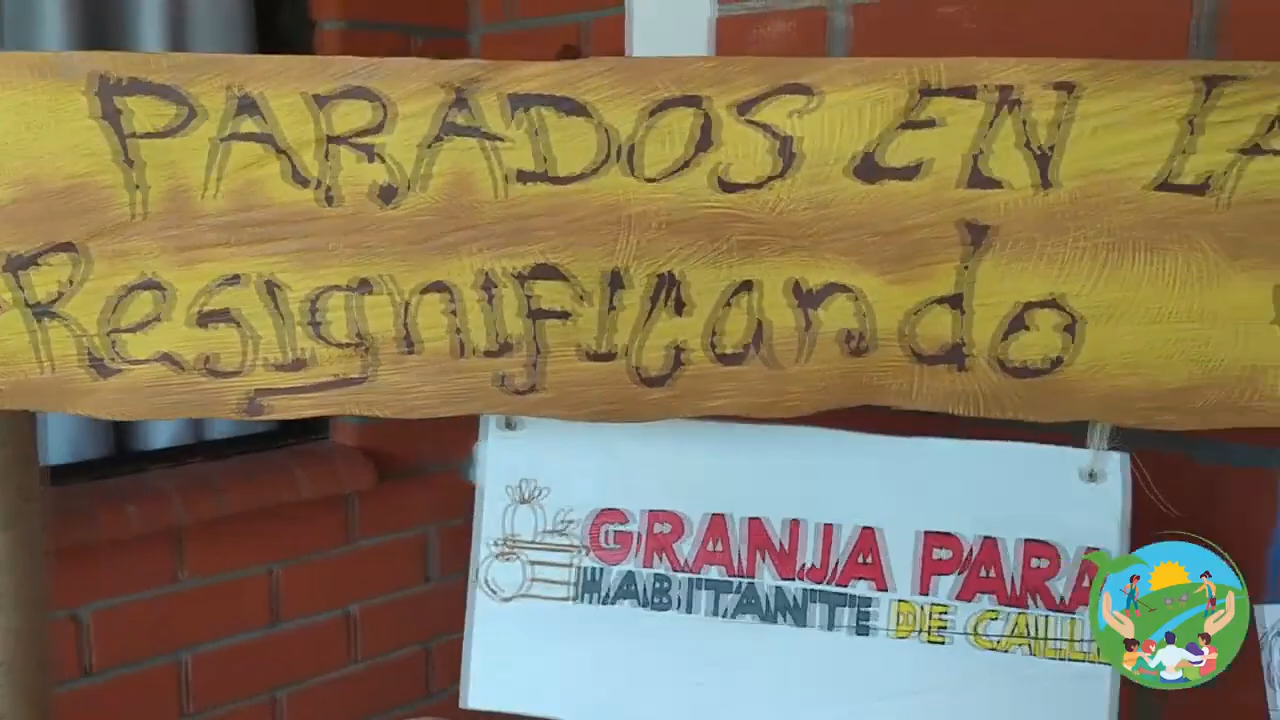 PARADOS EN LA
Resignificando
GRANJA PARA
HABITANTE DE CALLE